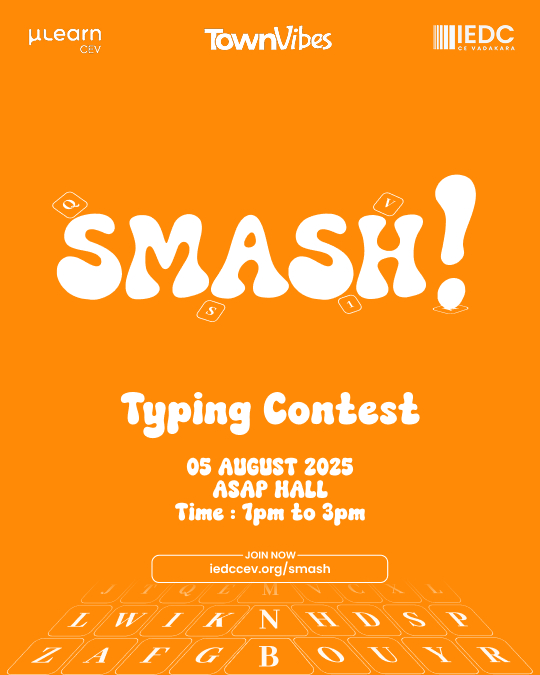 µLearn
CEV
TownVibes
IEDC
CE VADAKARA
Q
V
SMASH!
S
1
Typing Contest
05 AUGUST 2025
ASAP HALL
Time : 1pm to 3pm
JOIN NOW
iedccev.org/smash
J I Q E M N C X L
L W I K N H D S P
Z A F G B O U Y R